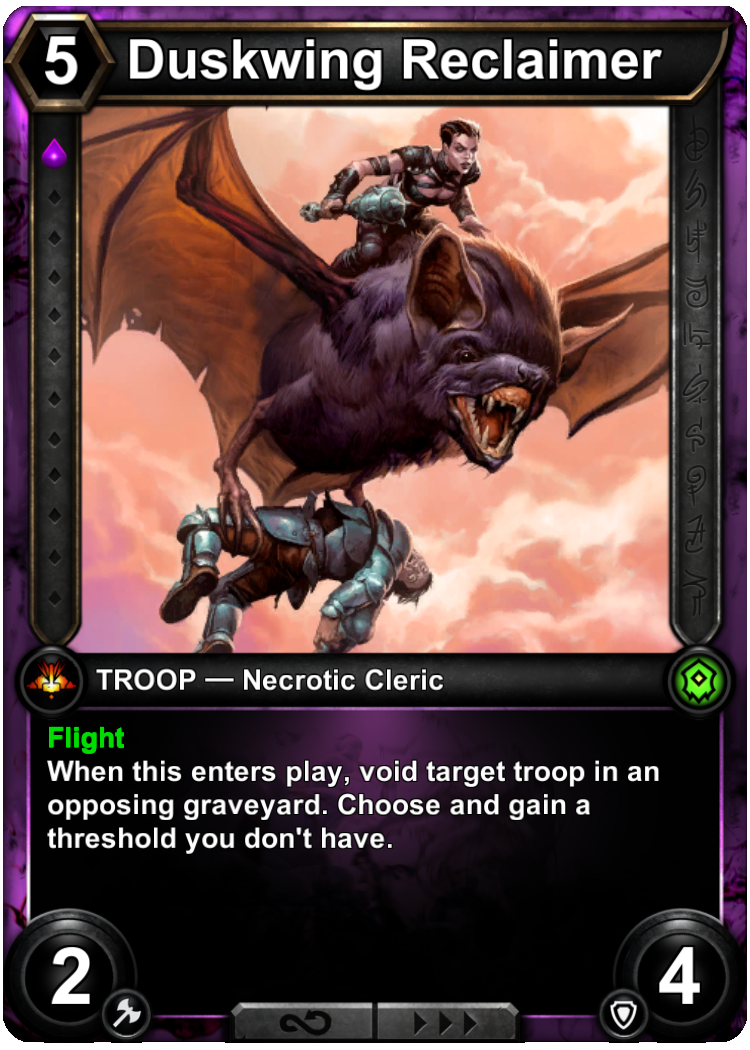 5
Duskwing Reclaimer
TROOP — Necrotic Cleric
Flight
When this enters play, void target troop in an
opposing graveyard. Choose and gain a
threshold you don't have.
2
4